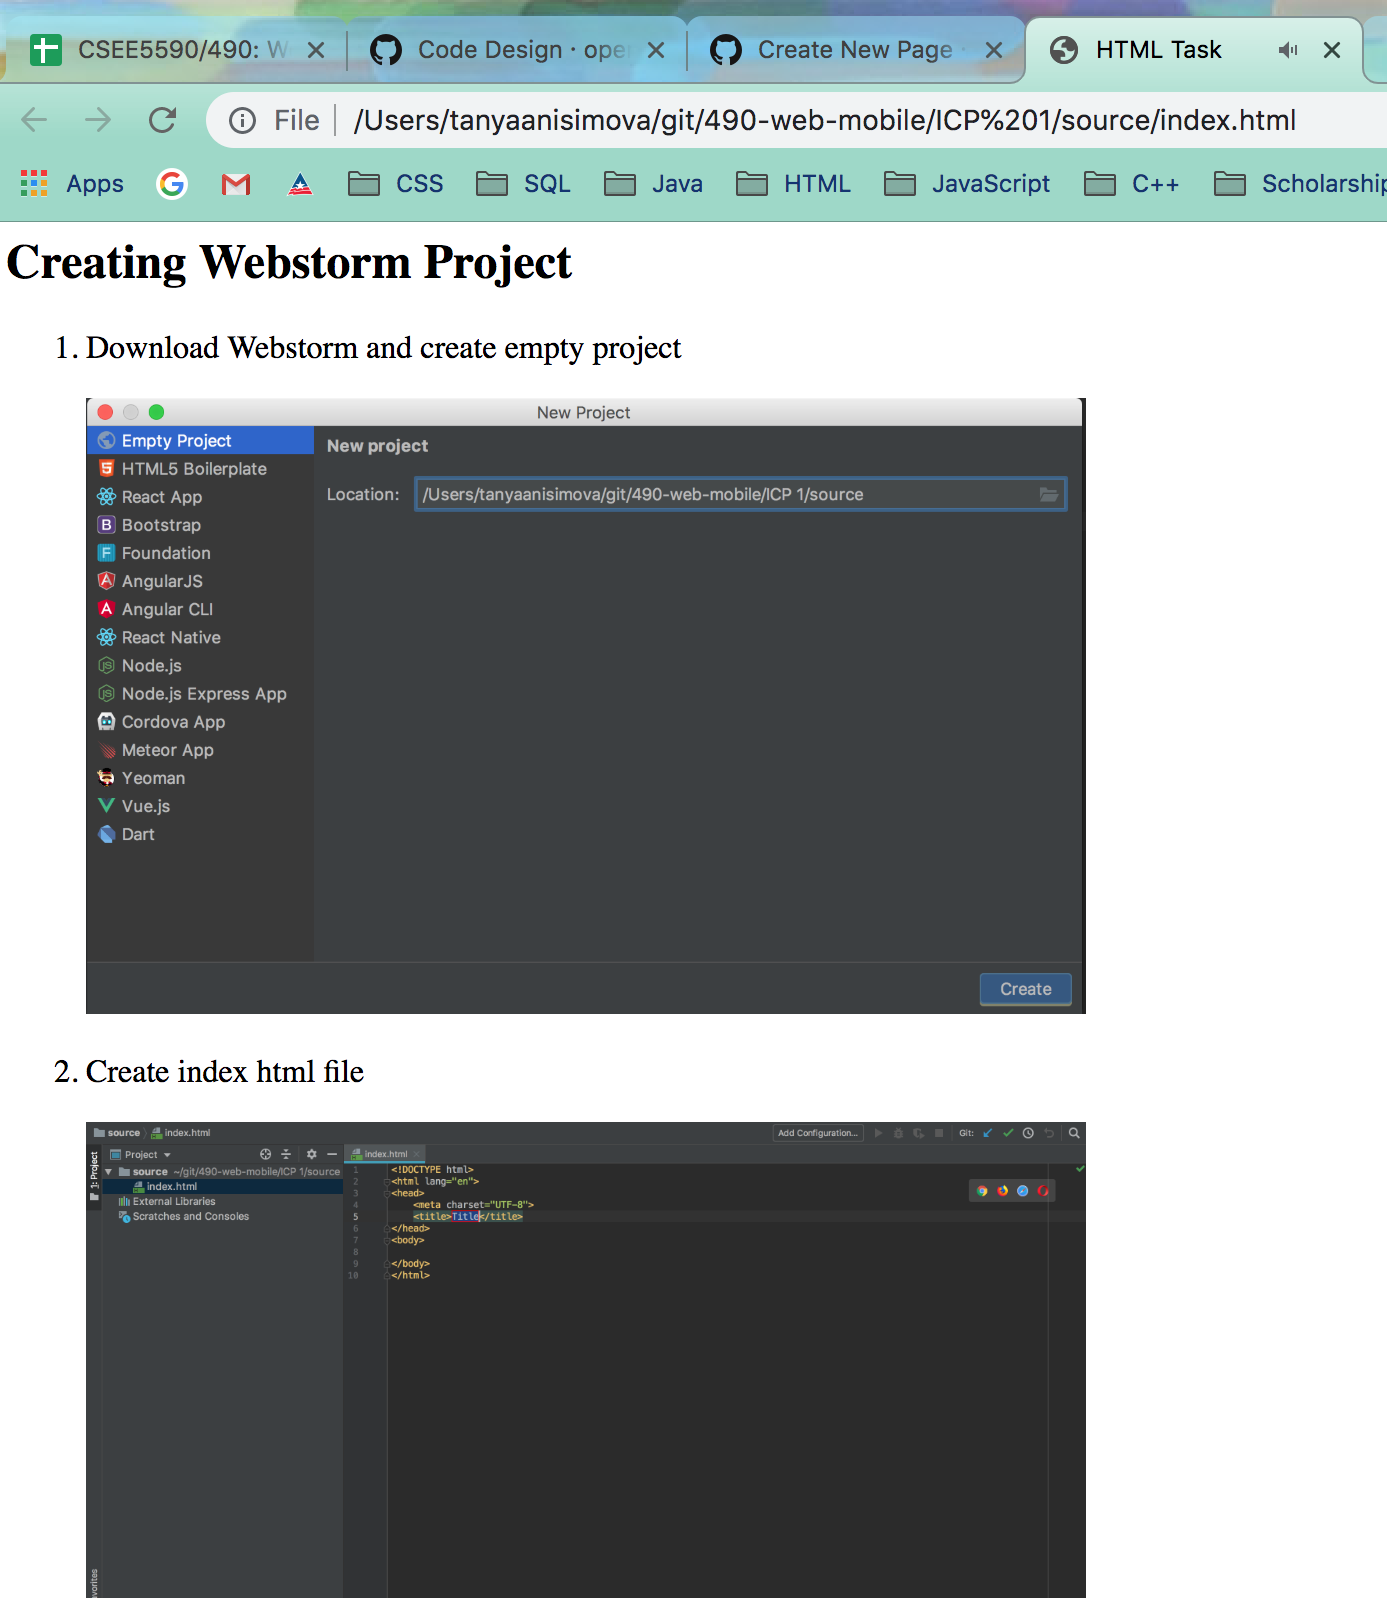 CSEE5590/490: W
Code Design · ope
Create New Page
HTML Task
File
/Users/tanyaanisimova/git/490-web-mobile/ICP%201/source/index.html
Apps
CSS
SQL
Java
HTML
JavaScript
C++
Scholarship
Creating Webstorm Project
1. Download Webstorm and create empty project
New Project
Empty Project
HTML5 Boilerplate
React App
Bootstrap
Foundation
AngularJS
Angular CLI
React Native
Node.js
Node.js Express App
Cordova App
Meteor App
Yeoman
Vue.js
Dart
New project
Location: /Users/tanyaanisimova/git/490-web-mobile/ICP 1/source
Create
2. Create index html file
source index.html
Add Configuration...
Git:
1: Project
Project
source ~/git/490-web-mobile/ICP 1/source
index.html
External Libraries
Scratches and Consoles
index.html
1 <!DOCTYPE html>
2 <html lang="en">
3 <head>
4 <meta charset="UTF-8">
5 <title>Title</title>
6 </head>
7 <body>
8
9 </body>
10 </html>
vorites